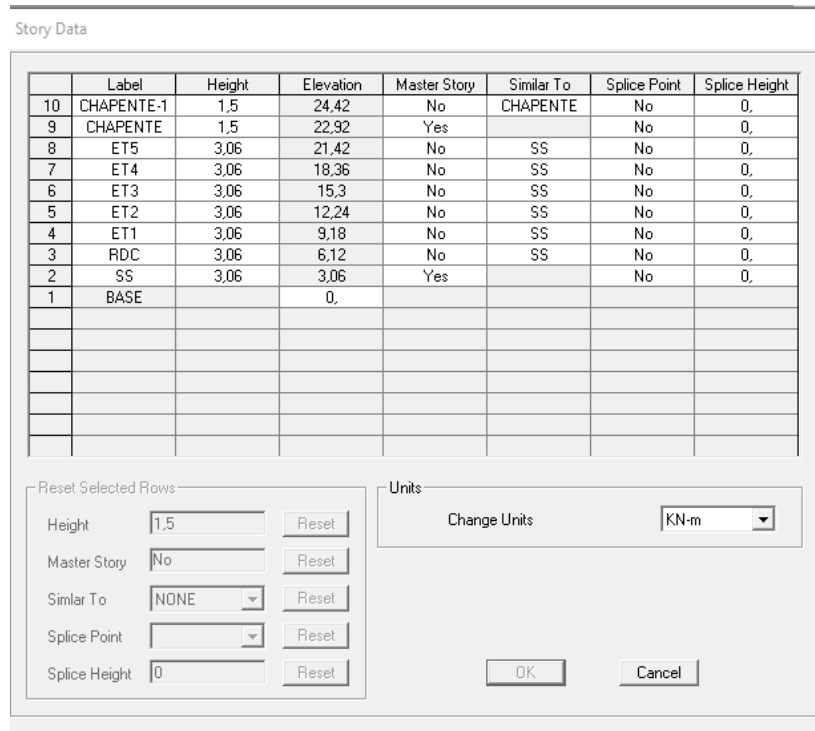 Story Data
Label Height Elevation Master Story Similar To Splice Point Splice Height
10 CHAPENTE-1 1,5 24,42 No CHAPENTE No 0,
9 CHAPENTE 1,5 22,92 Yes No 0,
8 ET5 3,06 21,42 No SS No 0,
7 ET4 3,06 18,36 No SS No 0,
6 ET3 3,06 15,3 No SS No 0,
5 ET2 3,06 12,24 No SS No 0,
4 ET1 3,06 9,18 No SS No 0,
3 RDC 3,06 6,12 No SS No 0,
2 SS 3,06 3,06 Yes No 0,
1 BASE 0,
Reset Selected Rows
Height 1,5 Reset
Master Story No Reset
Simlar To NONE Reset
Splice Point Reset
Splice Height 0 Reset
Units
Change Units KN-m
OK Cancel